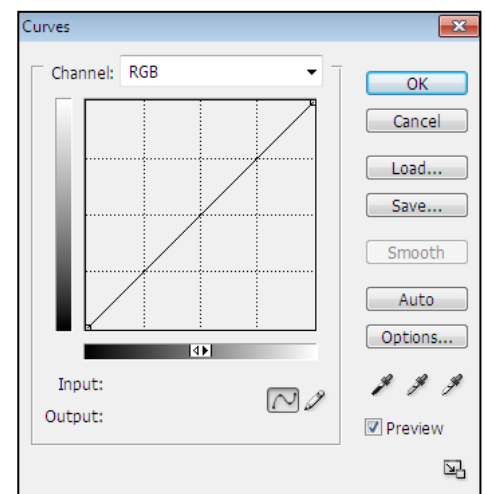 Curves
Channel: RGB
OK
Cancel
Load...
Save...
Smooth
Auto
Options...
Input:
Output:
Preview